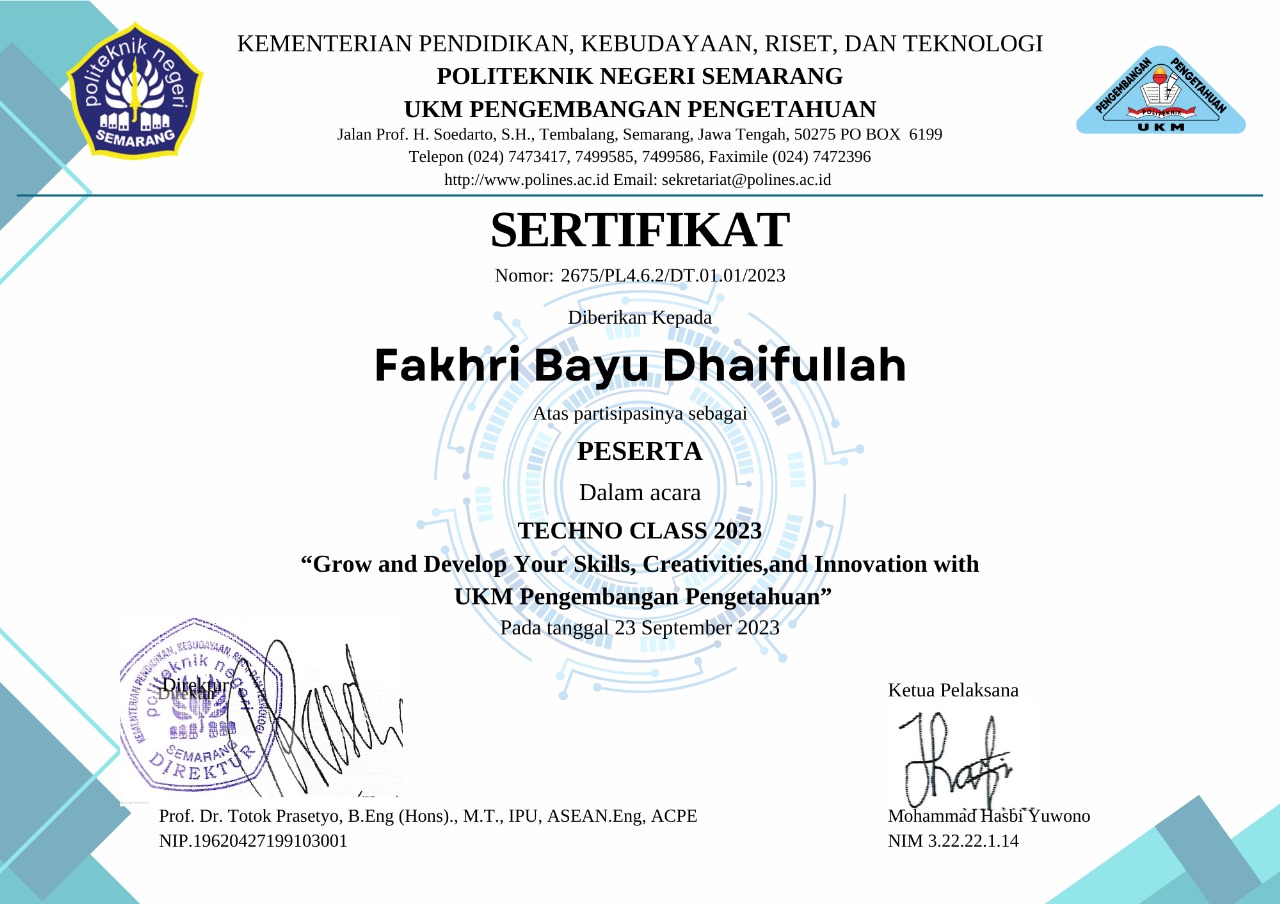 politeknik negeri
SEMARANG
KEMENTERIAN PENDIDIKAN, KEBUDAYAAN, RISET, DAN TEKNOLOGI
POLITEKNIK NEGERI SEMARANG
UKM PENGEMBANGAN PENGETAHUAN
Jalan Prof. H. Soedarto, S.H., Tembalang, Semarang, Jawa Tengah, 50275 PO BOX 6199
Telepon (024) 7473417, 7499585, 7499586, Faximile (024) 7472396
http://www.polines.ac.id Email: sekretariat@polines.ac.id
PENGEMBANGAN PENGETAHUAN
POLITEKNIK
UKM
SERTIFIKAT
Nomor: 2675/PL4.6.2/DT.01.01/2023
Diberikan Kepada
Fakhri Bayu Dhaifullah
Atas partisipasinya sebagai
PESERTA
Dalam acara
TECHNO CLASS 2023
“Grow and Develop Your Skills, Creativities,and Innovation with
UKM Pengembangan Pengetahuan”
Pada tanggal 23 September 2023
Direktur
Direktur
KEMENTERIAN PENDIDIKAN, KEBUDAYAAN, RISET, DAN TEKNOLOGI
politeknik negeri
SEMARANG
DIREKTUR
Prof. Dr. Totok Prasetyo, B.Eng (Hons)., M.T., IPU, ASEAN.Eng, ACPE
NIP.19620427199103001
Ketua Pelaksana
Mohammad Hasbi Yuwono
NIM 3.22.22.1.14